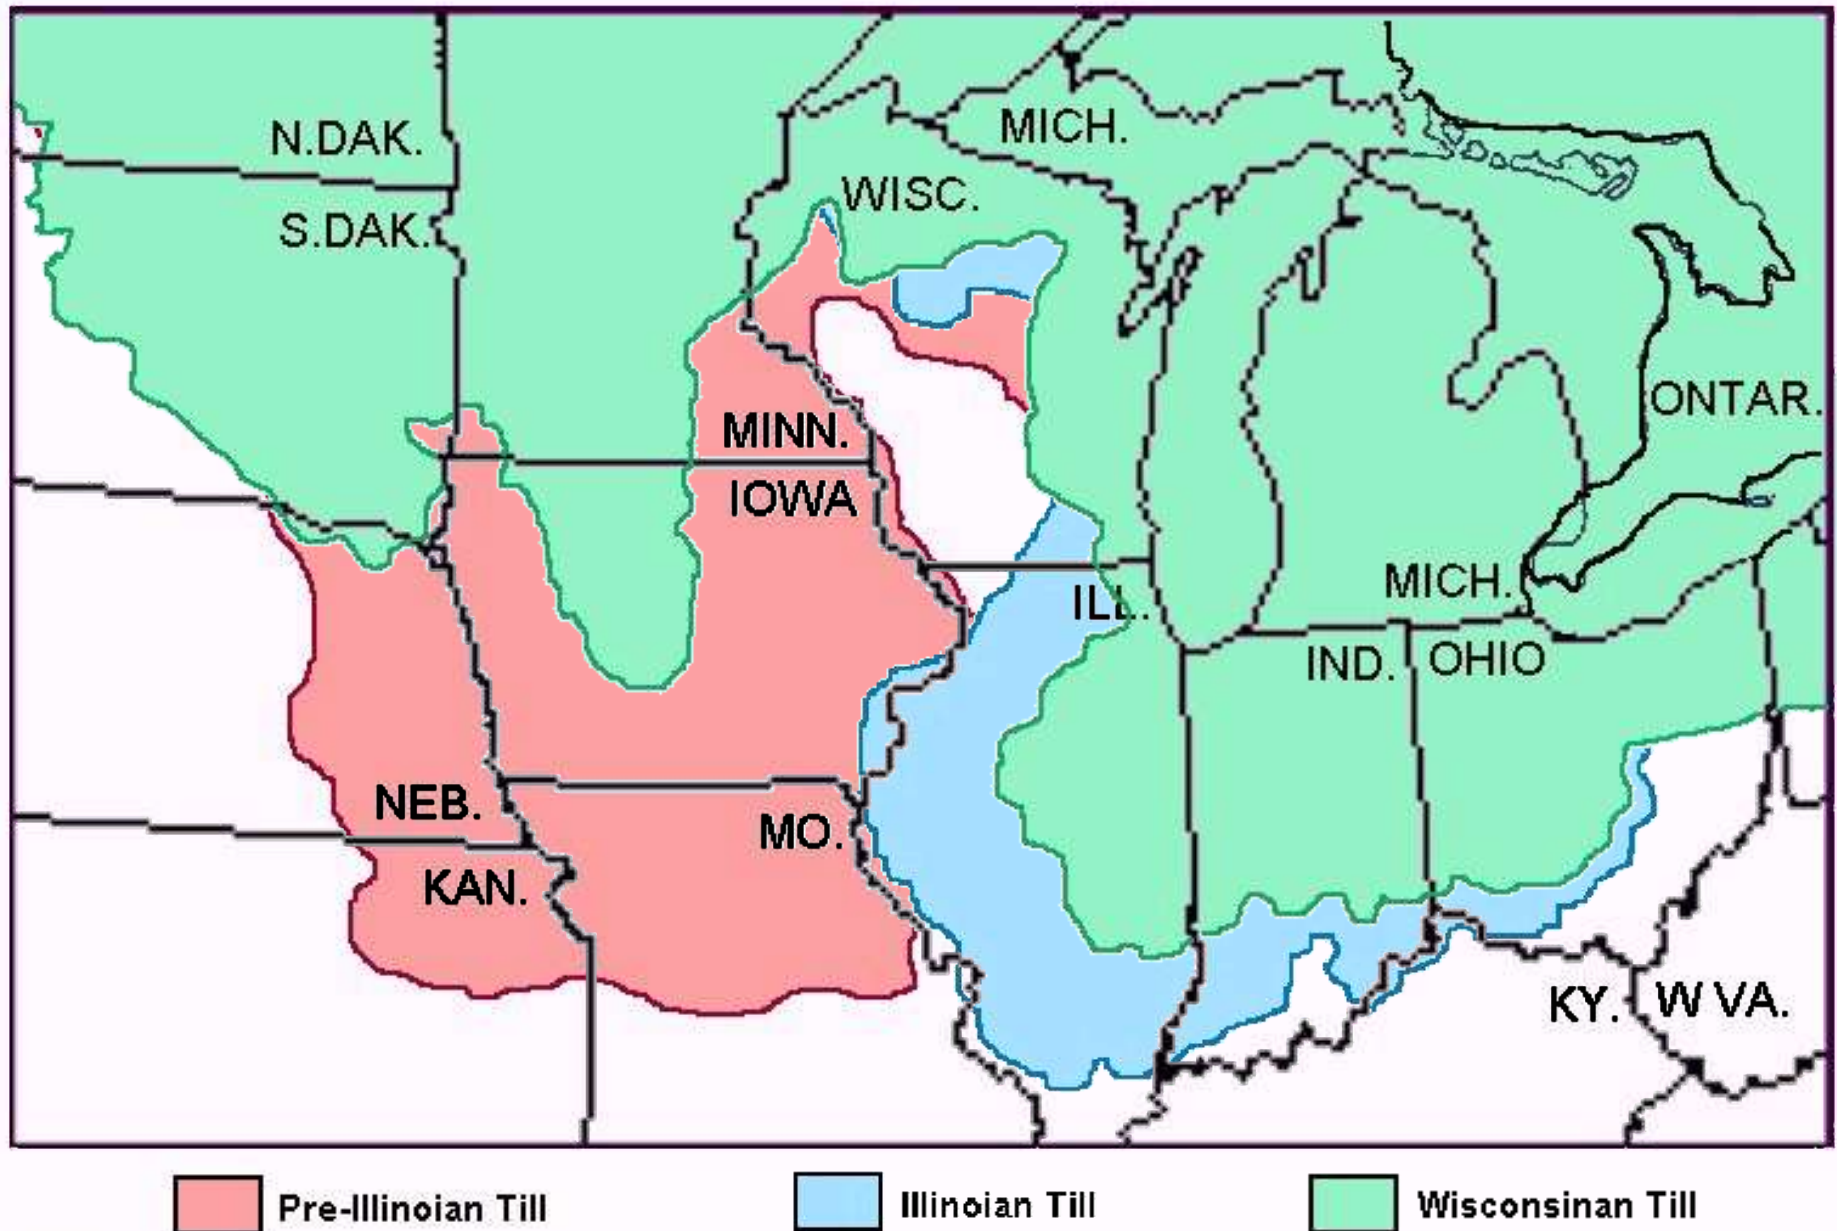 MICH.
N.DAK.
WISC.
S.DAK.
ONTAR.
MINN.
IOWA
MICH.
ILL.
IND.
OHIO
NEB.
MO.
KAN.
KY.
W VA.
Pre-Illinoian Till
Illinoian Till
Wisconsinan Till